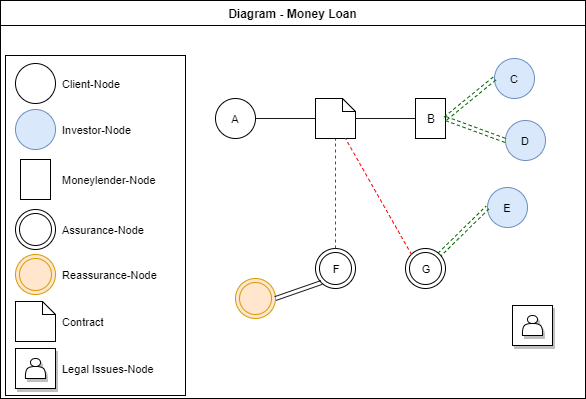 Diagram - Money Loan
Client-Node
Investor-Node
Moneylender-Node
Assurance-Node
Reassurance-Node
Contract
Legal Issues-Node
A
B
C
D
E
F
G